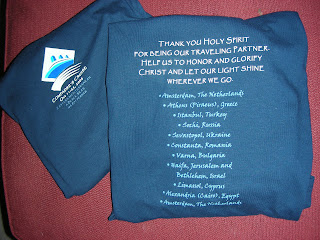 THANK YOU HOLY SPIRIT
FOR BEING OUR TRAVELING PARTNER.
HELP US TO HONOR AND GLORIFY
CHRIST AND LET OUR LIGHT SHINE
WHEREVER WE GO.
• Amsterdam, The Netherlands
• Athens (Piraeus), Greece
• Istanbul, Turkey
• Sochi, Russia
• Sevastopol, Ukraine
• Constanta, Romania
• Varna, Bulgaria
• Haifa, Jerusalem and
Bethlehem, Israel
• Limassol, Cyprus
• Alexandria (Cairo), Egypt
• Amsterdam, The Netherlands